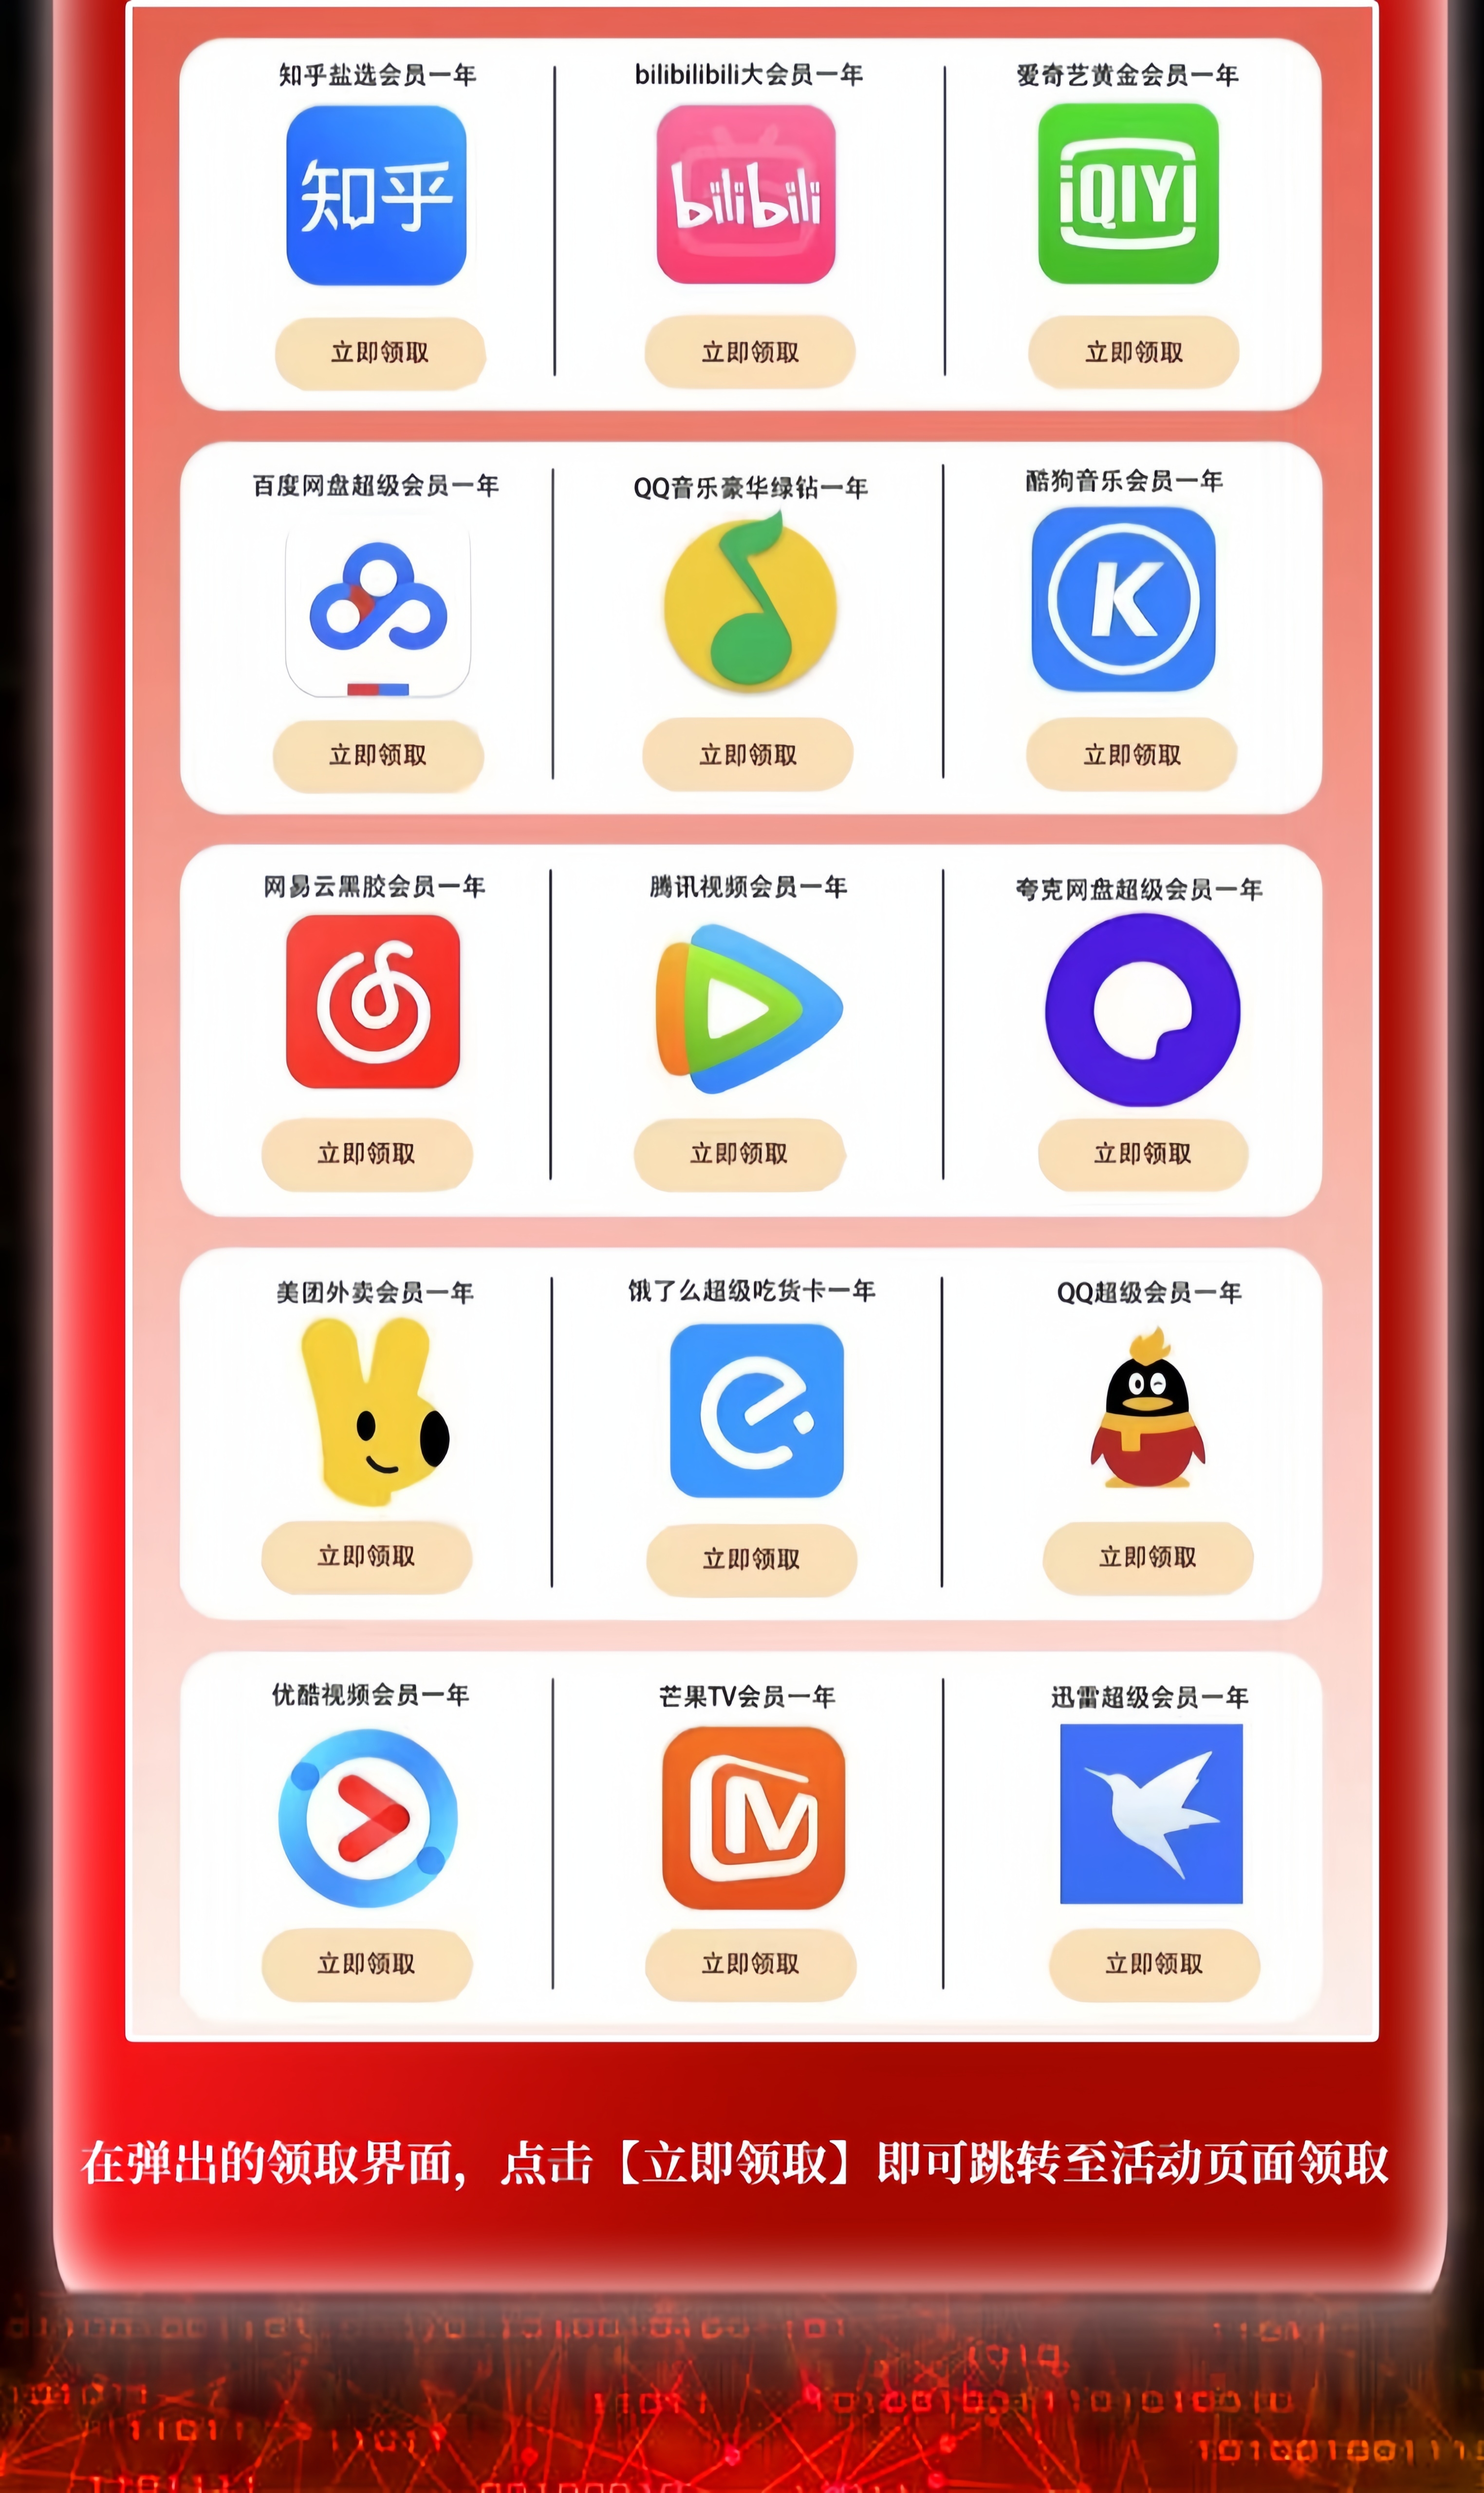 知乎盐选会员一年
bilibilibili大会员一年
爱奇艺黄金会员一年
知乎
bilibili
iQIYI
立即领取
立即领取
立即领取
百度网盘超级会员一年
QQ音乐豪华绿钻一年
酷狗音乐会员一年
K
立即领取
立即领取
立即领取
网易云黑胶会员一年
腾讯视频会员一年
夸克网盘超级会员一年
立即领取
立即领取
立即领取
美团外卖会员一年
饿了么超级吃货卡一年
QQ超级会员一年
立即领取
立即领取
立即领取
优酷视频会员一年
芒果TV会员一年
迅雷超级会员一年
M
立即领取
立即领取
立即领取
在弹出的领取界面，点击【立即领取】即可跳转至活动页面领取
11011
11011
11011